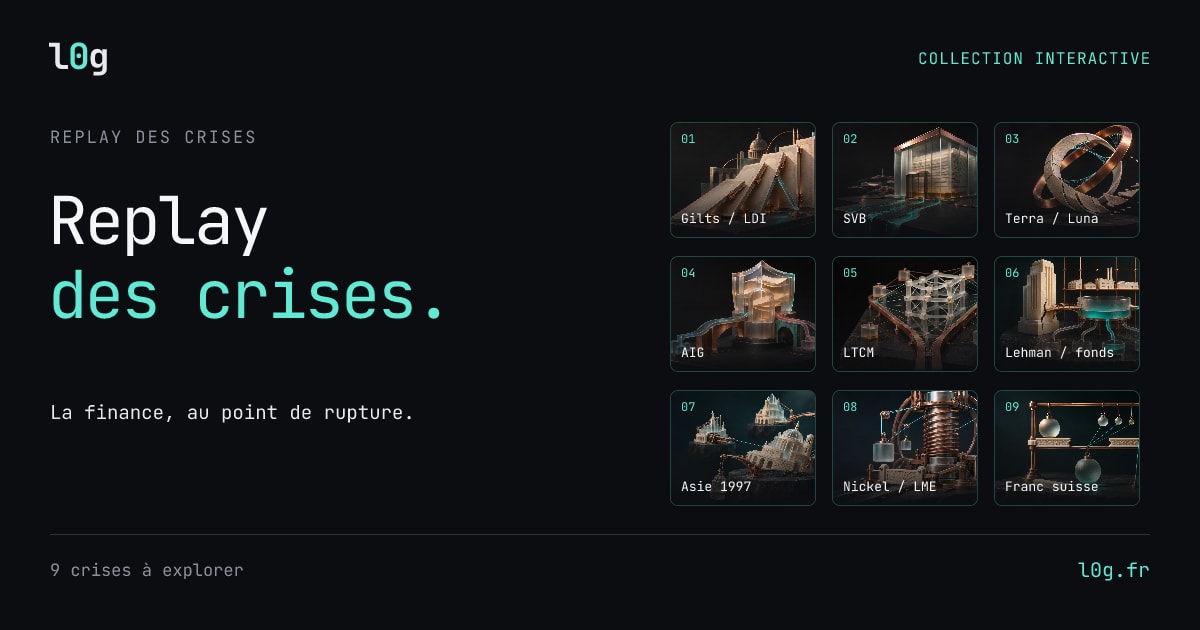 l0g
COLLECTION INTERACTIVE
REPLAY DES CRISES
Replay
des crises.
La finance, au point de rupture.
01
Gilts / LDI
02
SVB
03
Terra / Luna
04
AIG
05
LTCM
06
Lehman / fonds
07
Asie 1997
08
Nickel / LME
09
Franc suisse
9 crises à explorer
l0g.fr